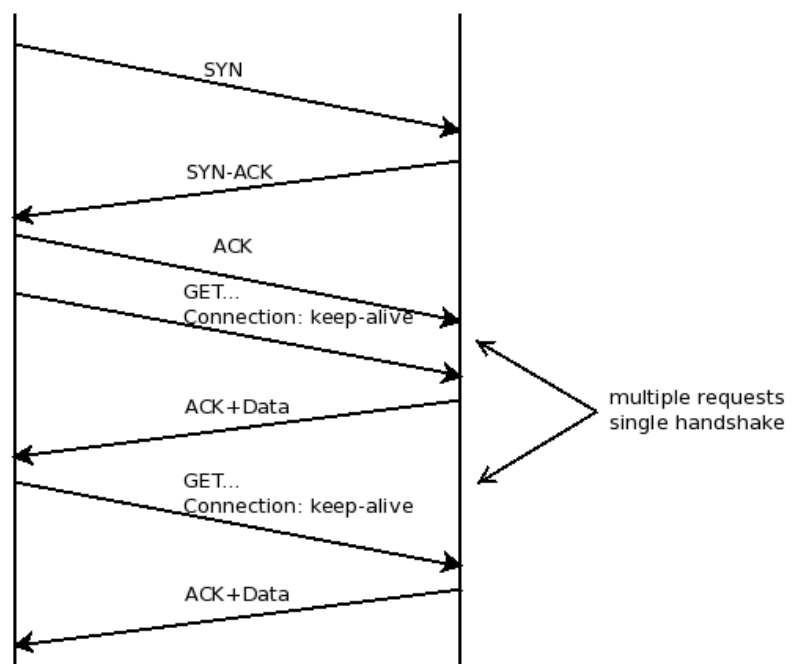 SYN
SYN-ACK
ACK
GET...
Connection: keep-alive
multiple requests
single handshake
ACK+Data
GET...
Connection: keep-alive
ACK+Data